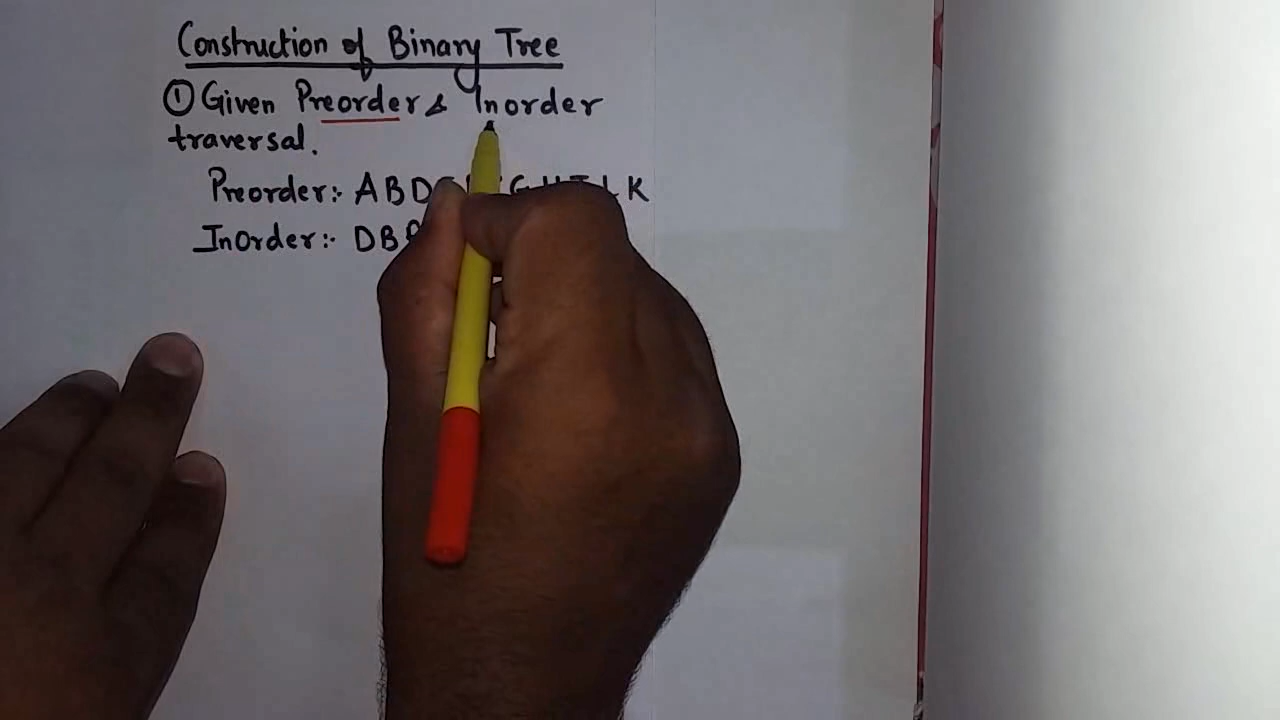 Construction of Binary Tree
① Given Preorder & Inorder
traversal.
Preorder:- A B D
InOrder:- D B